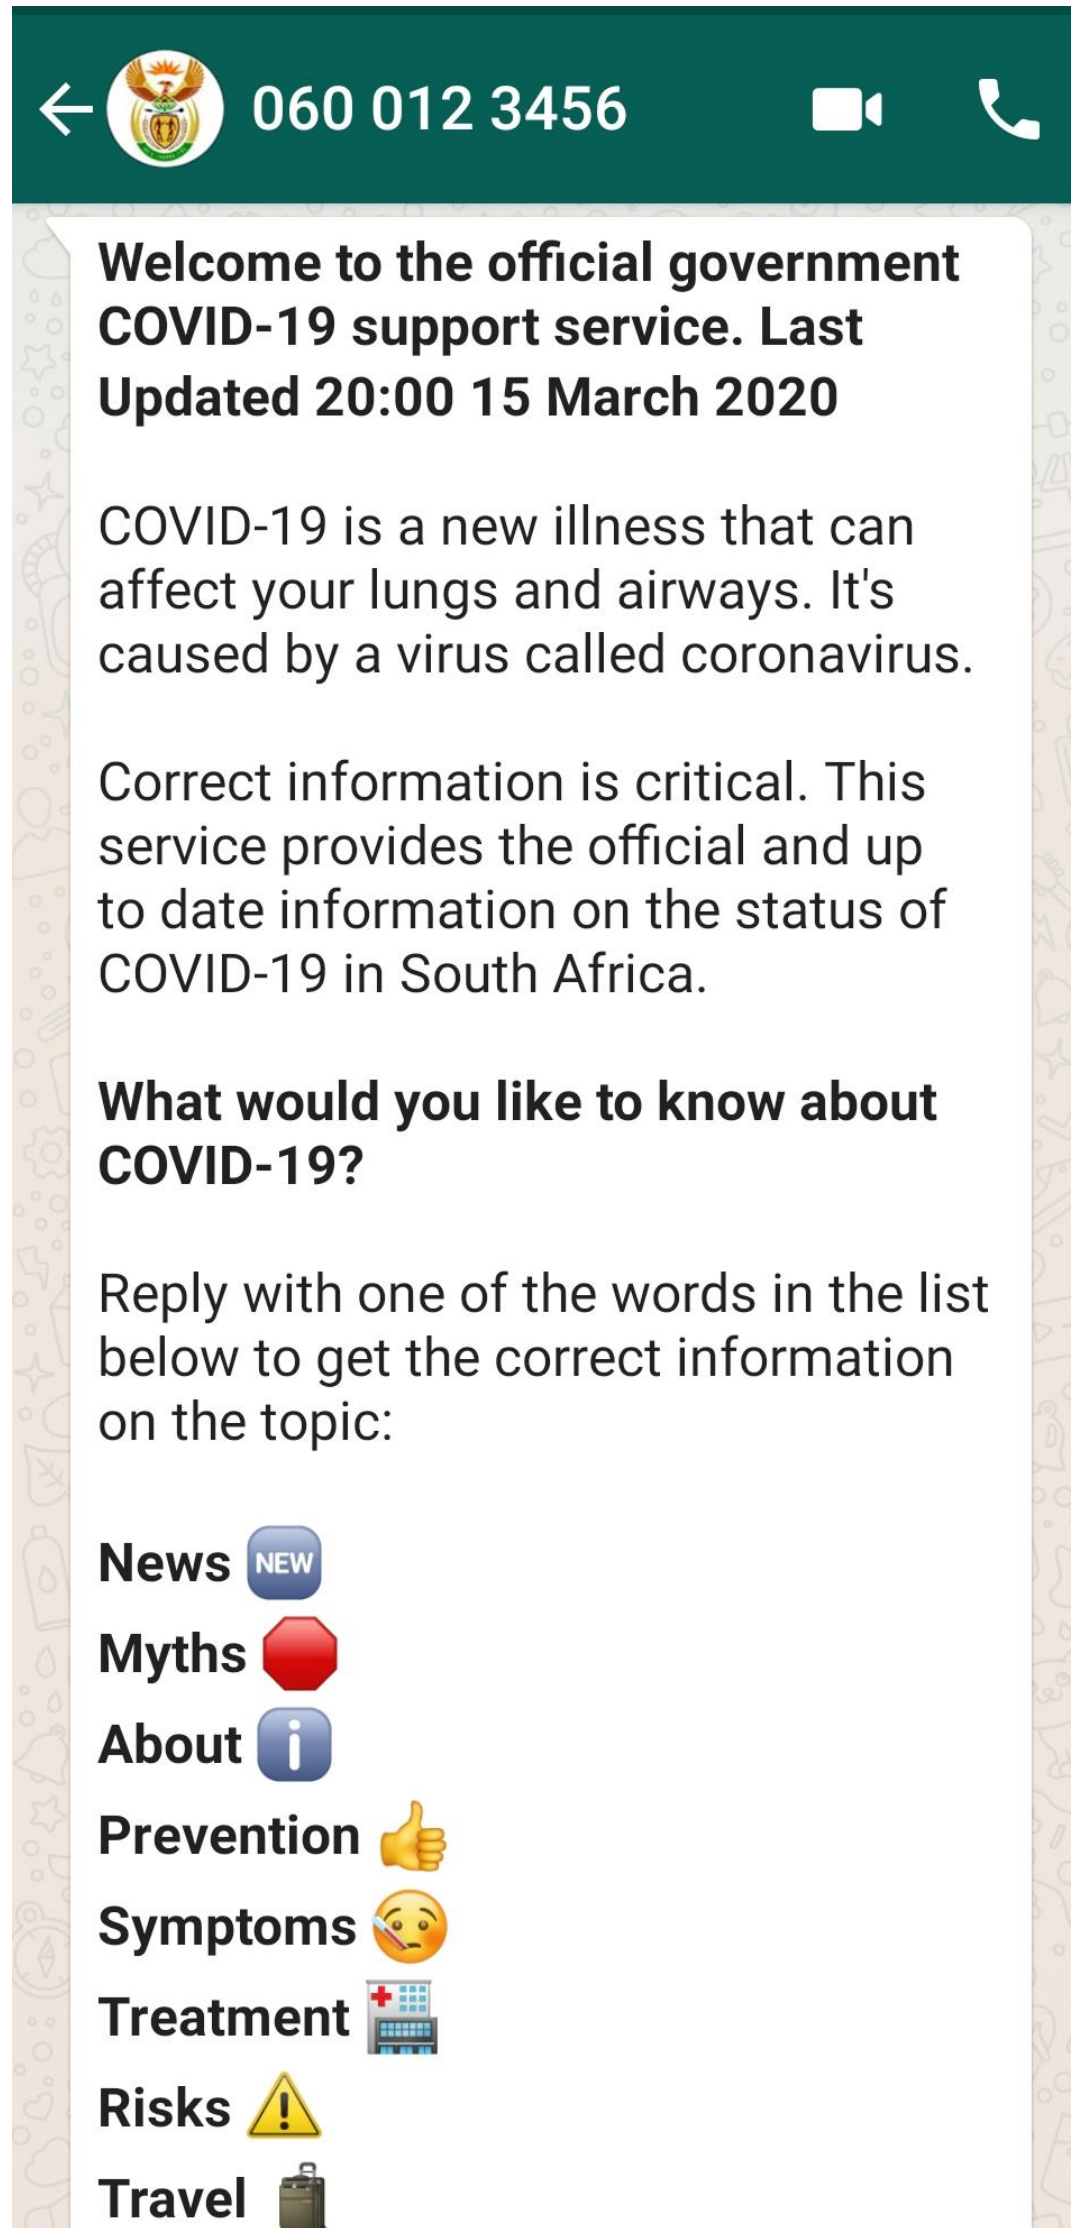 060 012 3456
Welcome to the official government
COVID-19 support service. Last
Updated 20:00 15 March 2020
COVID-19 is a new illness that can
affect your lungs and airways. It's
caused by a virus called coronavirus.
Correct information is critical. This
service provides the official and up
to date information on the status of
COVID-19 in South Africa.
What would you like to know about
COVID-19?
Reply with one of the words in the list
below to get the correct information
on the topic:
News NEW
Myths
About i
Prevention
Symptoms
Treatment
Risks
Travel